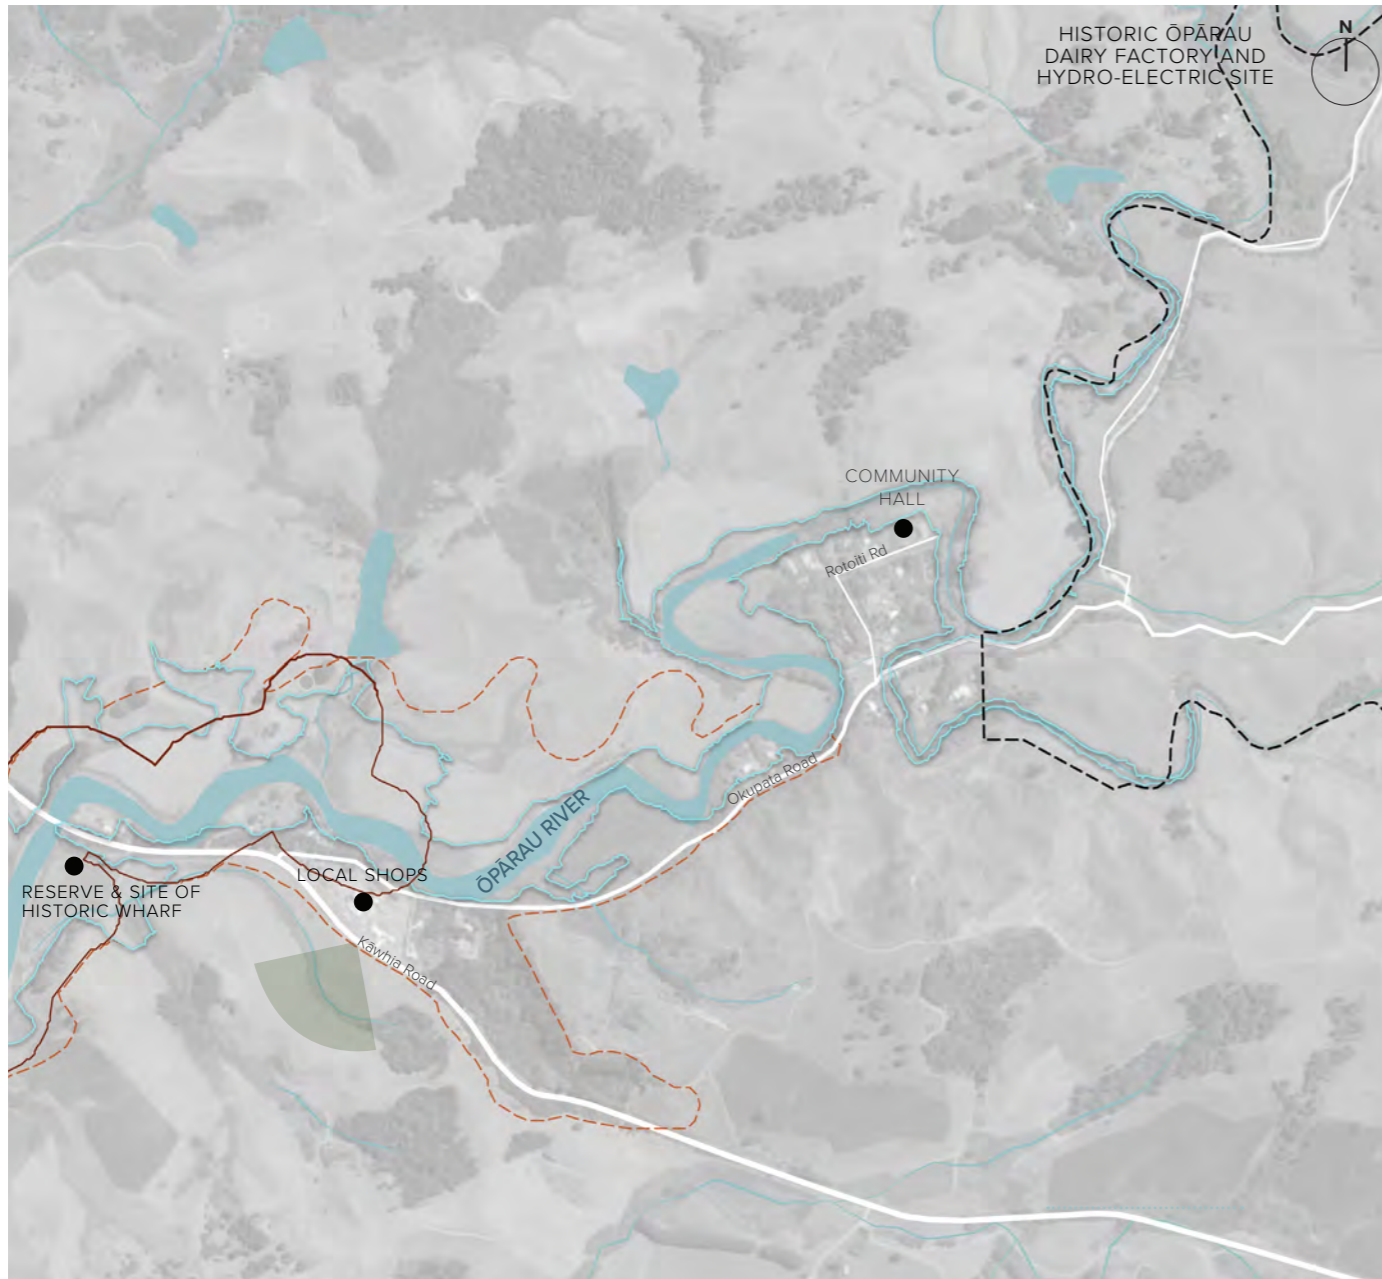 HISTORIC ŌPĀRAU
DAIRY FACTORY AND
HYDRO-ELECTRIC SITE
N
COMMUNITY
HALL
Rotoiti Rd
Okupata Road
ŌPĀRAU RIVER
LOCAL SHOPS
RESERVE & SITE OF
HISTORIC WHARF
Kāwhia Road